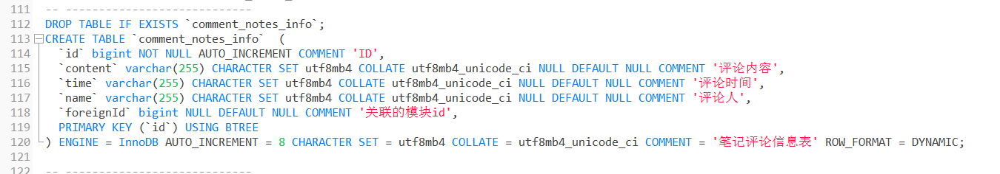 111 -- ----------------------------
112 DROP TABLE IF EXISTS `comment_notes_info`;
113 CREATE TABLE `comment_notes_info`  (
114   `id` bigint NOT NULL AUTO_INCREMENT COMMENT 'ID',
115   `content` varchar(255) CHARACTER SET utf8mb4 COLLATE utf8mb4_unicode_ci NULL DEFAULT NULL COMMENT '评论内容',
116   `time` varchar(255) CHARACTER SET utf8mb4 COLLATE utf8mb4_unicode_ci NULL DEFAULT NULL COMMENT '评论时间',
117   `name` varchar(255) CHARACTER SET utf8mb4 COLLATE utf8mb4_unicode_ci NULL DEFAULT NULL COMMENT '评论人',
118   `foreignId` bigint NULL DEFAULT NULL COMMENT '关联的模块id',
119   PRIMARY KEY (`id`) USING BTREE
120 ) ENGINE = InnoDB AUTO_INCREMENT = 8 CHARACTER SET = utf8mb4 COLLATE = utf8mb4_unicode_ci COMMENT = '笔记评论信息表' ROW_FORMAT = DYNAMIC;
121
122 -- ----------------------------